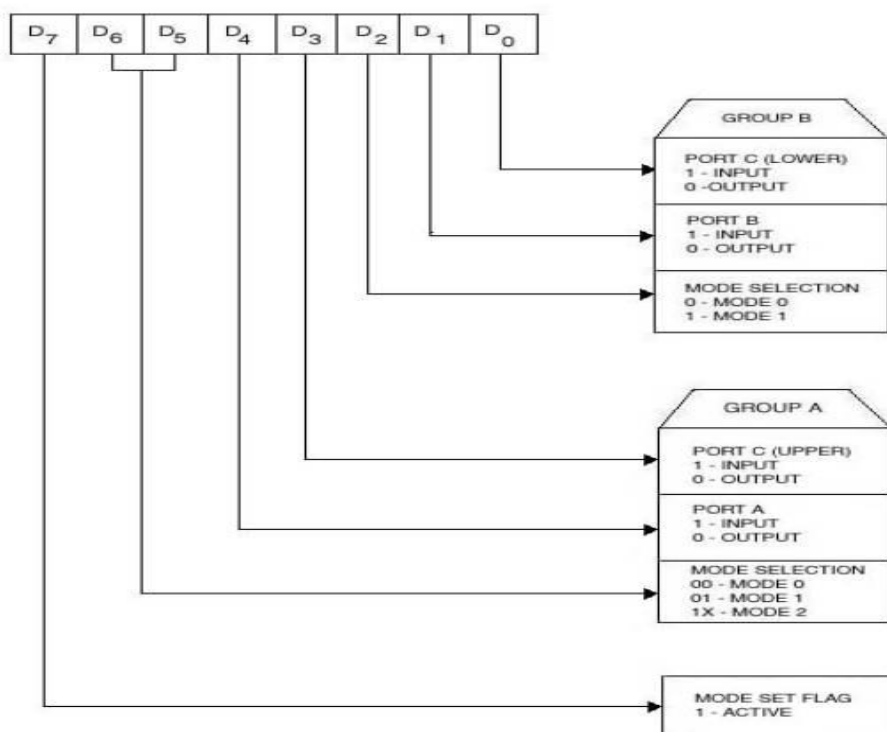 D7 D6 D5 D4 D3 D2 D1 D0
GROUP B
PORT C (LOWER)
1 - INPUT
0 -OUTPUT
PORT B
1 - INPUT
0 - OUTPUT
MODE SELECTION
0 - MODE 0
1 - MODE 1
GROUP A
PORT C (UPPER)
1 - INPUT
0 - OUTPUT
PORT A
1 - INPUT
0 - OUTPUT
MODE SELECTION
00 - MODE 0
01 - MODE 1
1X - MODE 2
MODE SET FLAG
1 - ACTIVE